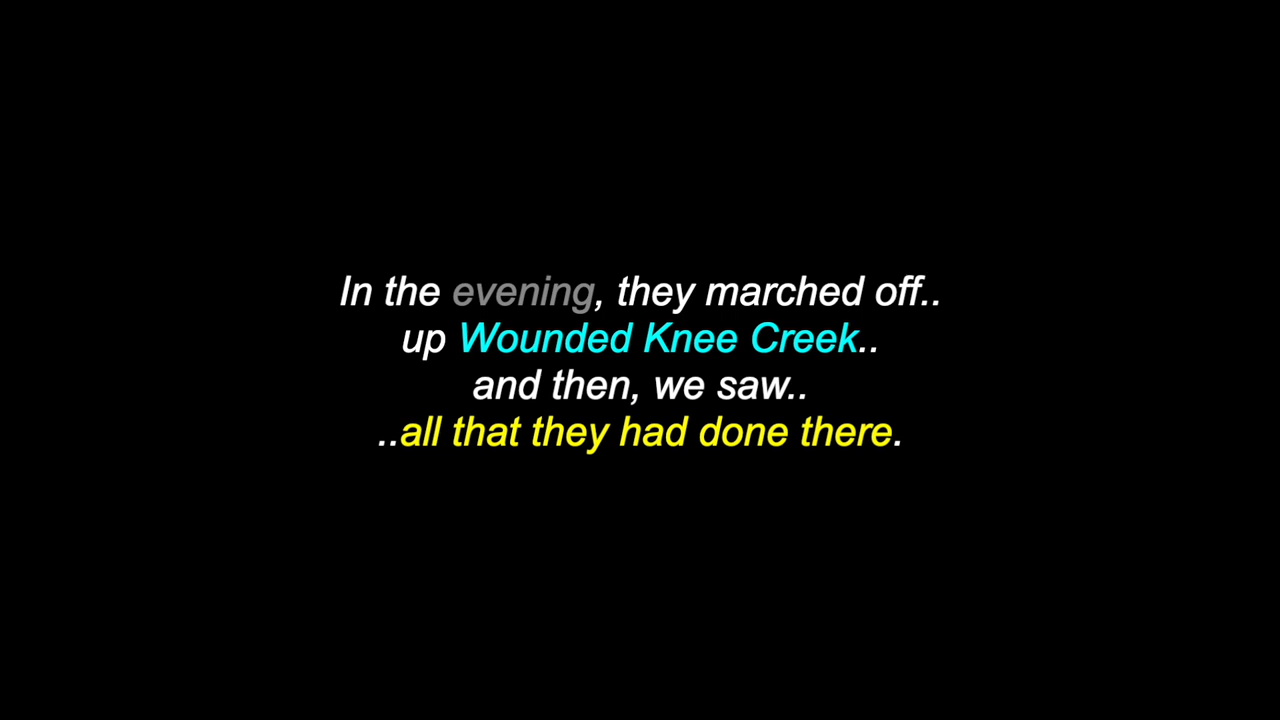 In the evening, they marched off..
up Wounded Knee Creek..
and then, we saw..
..all that they had done there.